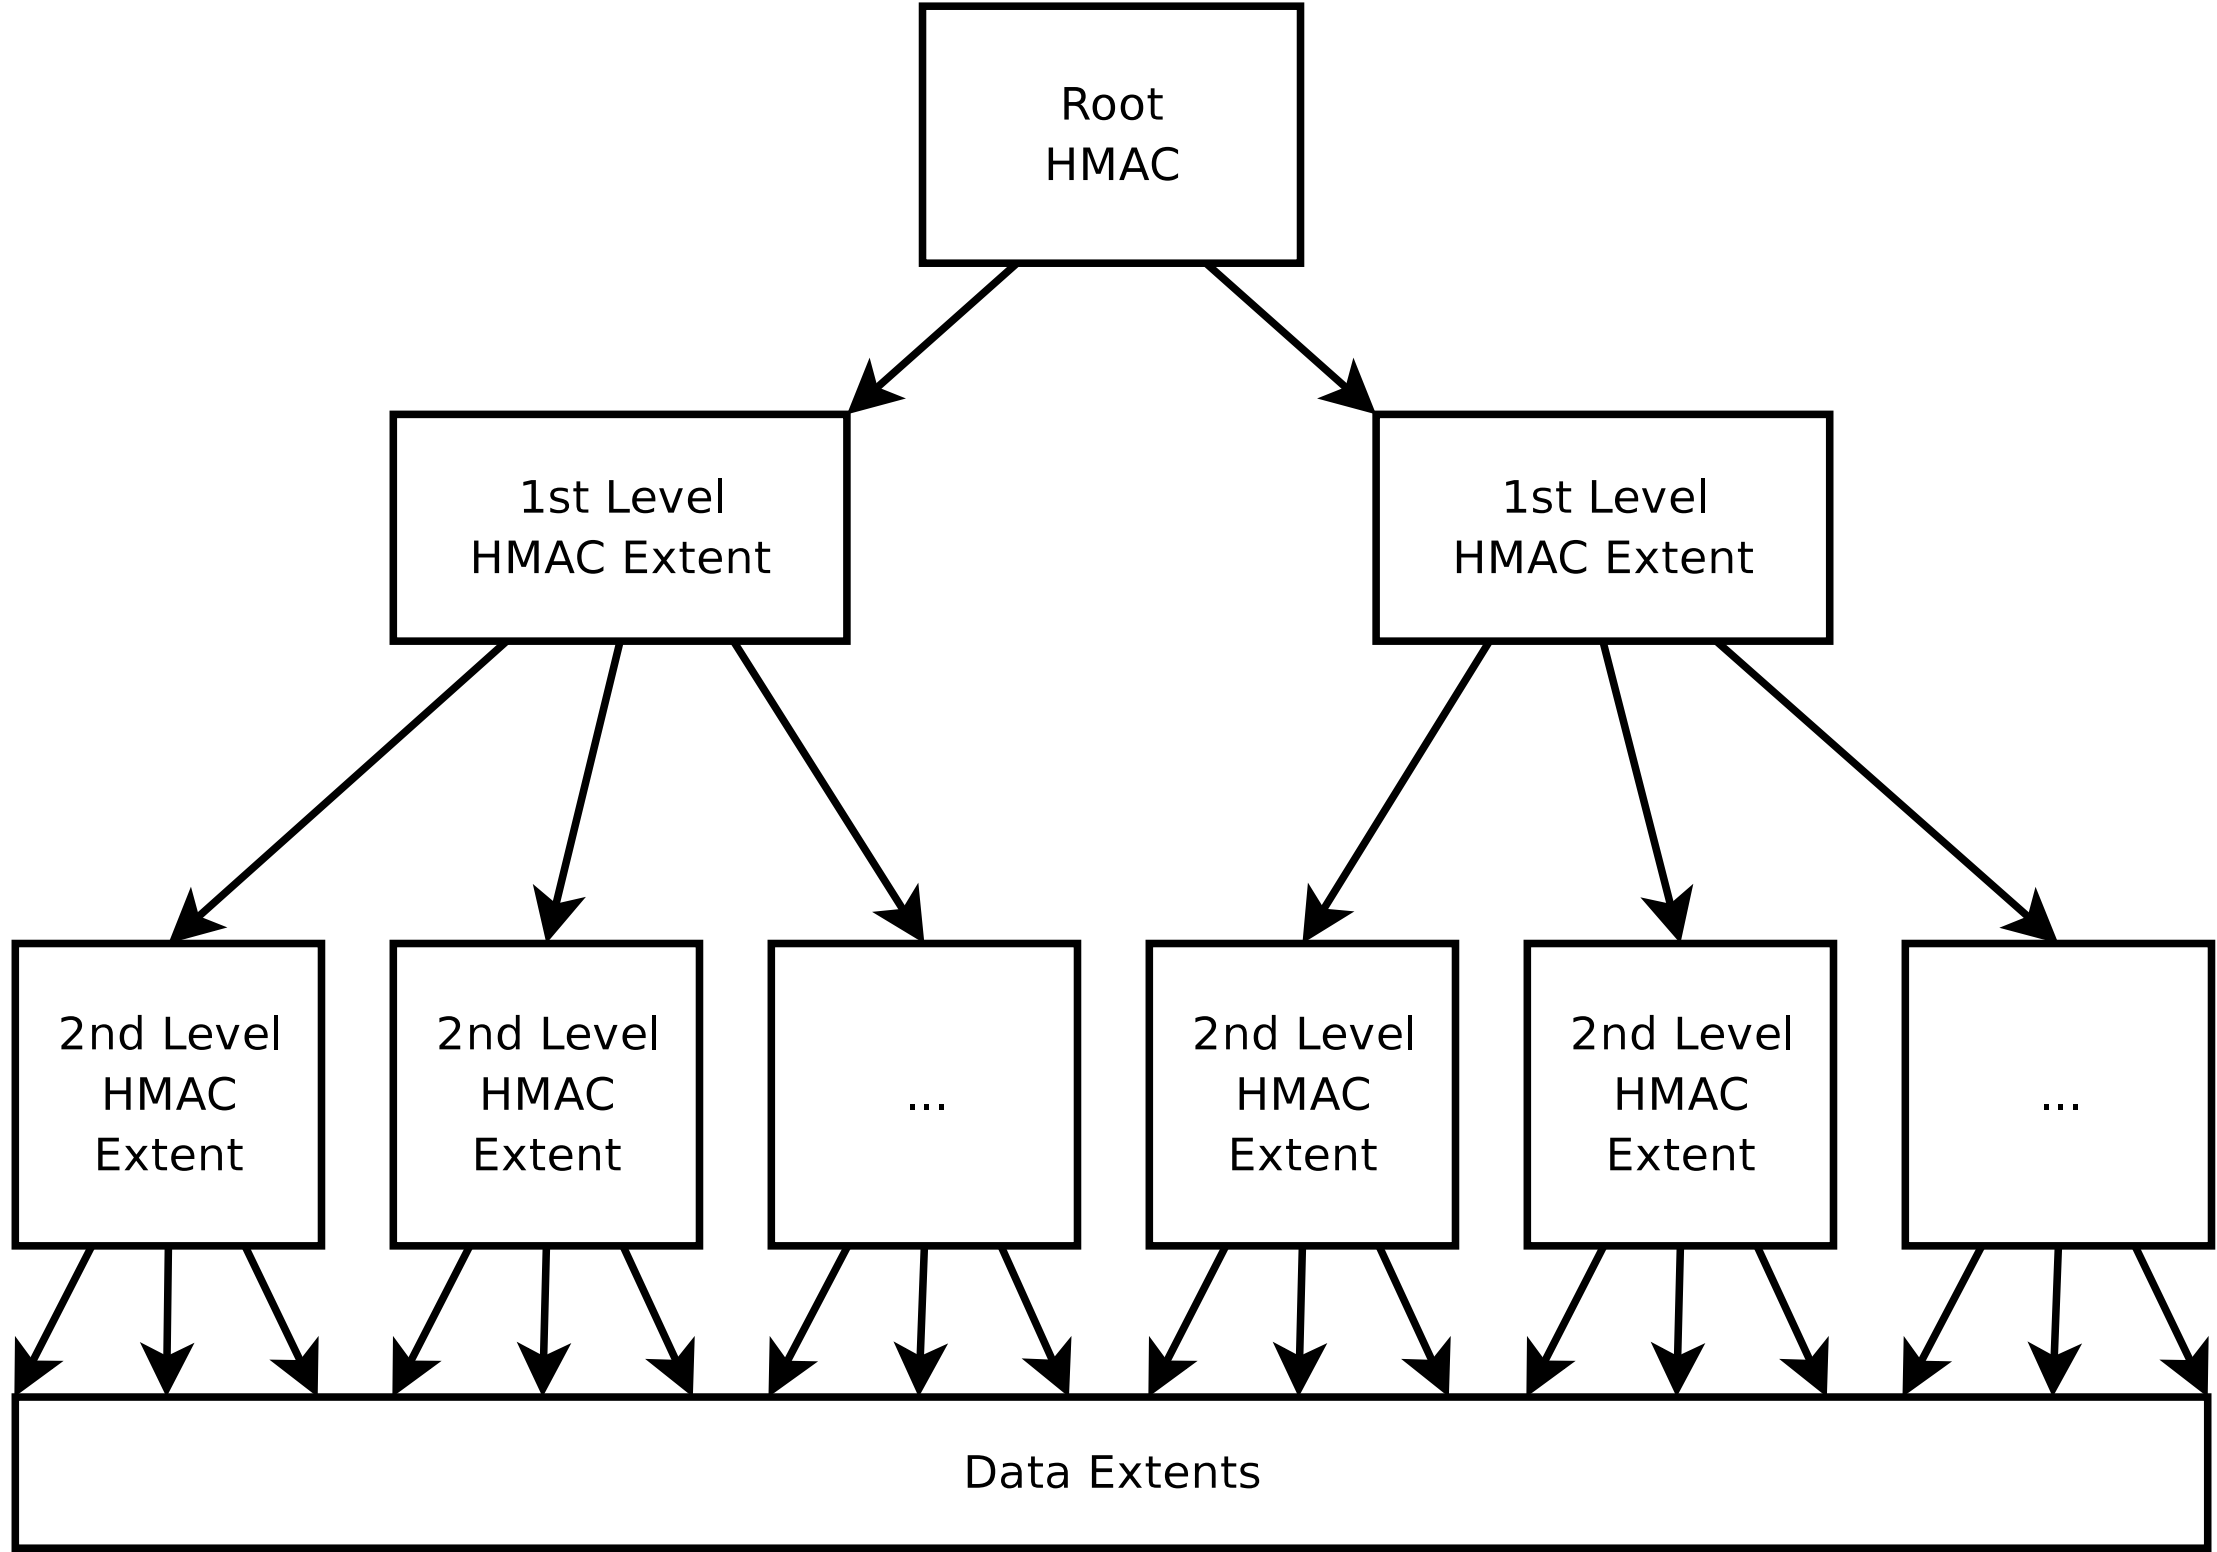 Root
HMAC
1st Level
HMAC Extent
1st Level
HMAC Extent
2nd Level
HMAC
Extent
2nd Level
HMAC
Extent
...
2nd Level
HMAC
Extent
2nd Level
HMAC
Extent
...
Data Extents